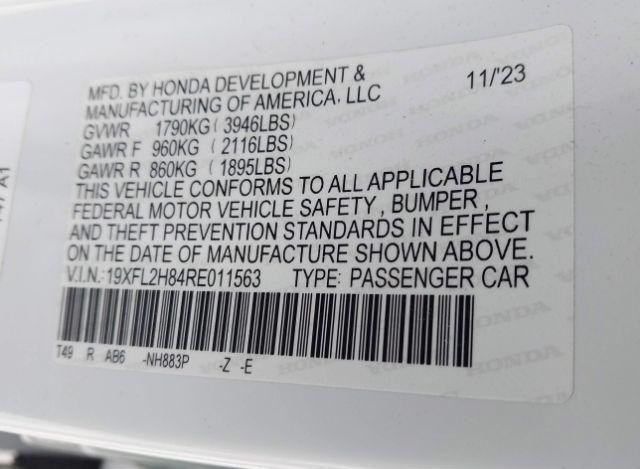 MFD. BY HONDA DEVELOPMENT & 11/'23
MANUFACTURING OF AMERICA, LLC
GVWR 1790KG ( 3946LBS)
GAWR F 960KG ( 2116LBS)
GAWR R 860KG ( 1895LBS)
THIS VEHICLE CONFORMS TO ALL APPLICABLE
FEDERAL MOTOR VEHICLE SAFETY , BUMPER ,
AND THEFT PREVENTION STANDARDS IN EFFECT
ON THE DATE OF MANUFACTURE SHOWN ABOVE.
V.I.N.: 19XFL2H84RE011563 TYPE: PASSENGER CAR
T49 R AB6 -NH883P -Z -E